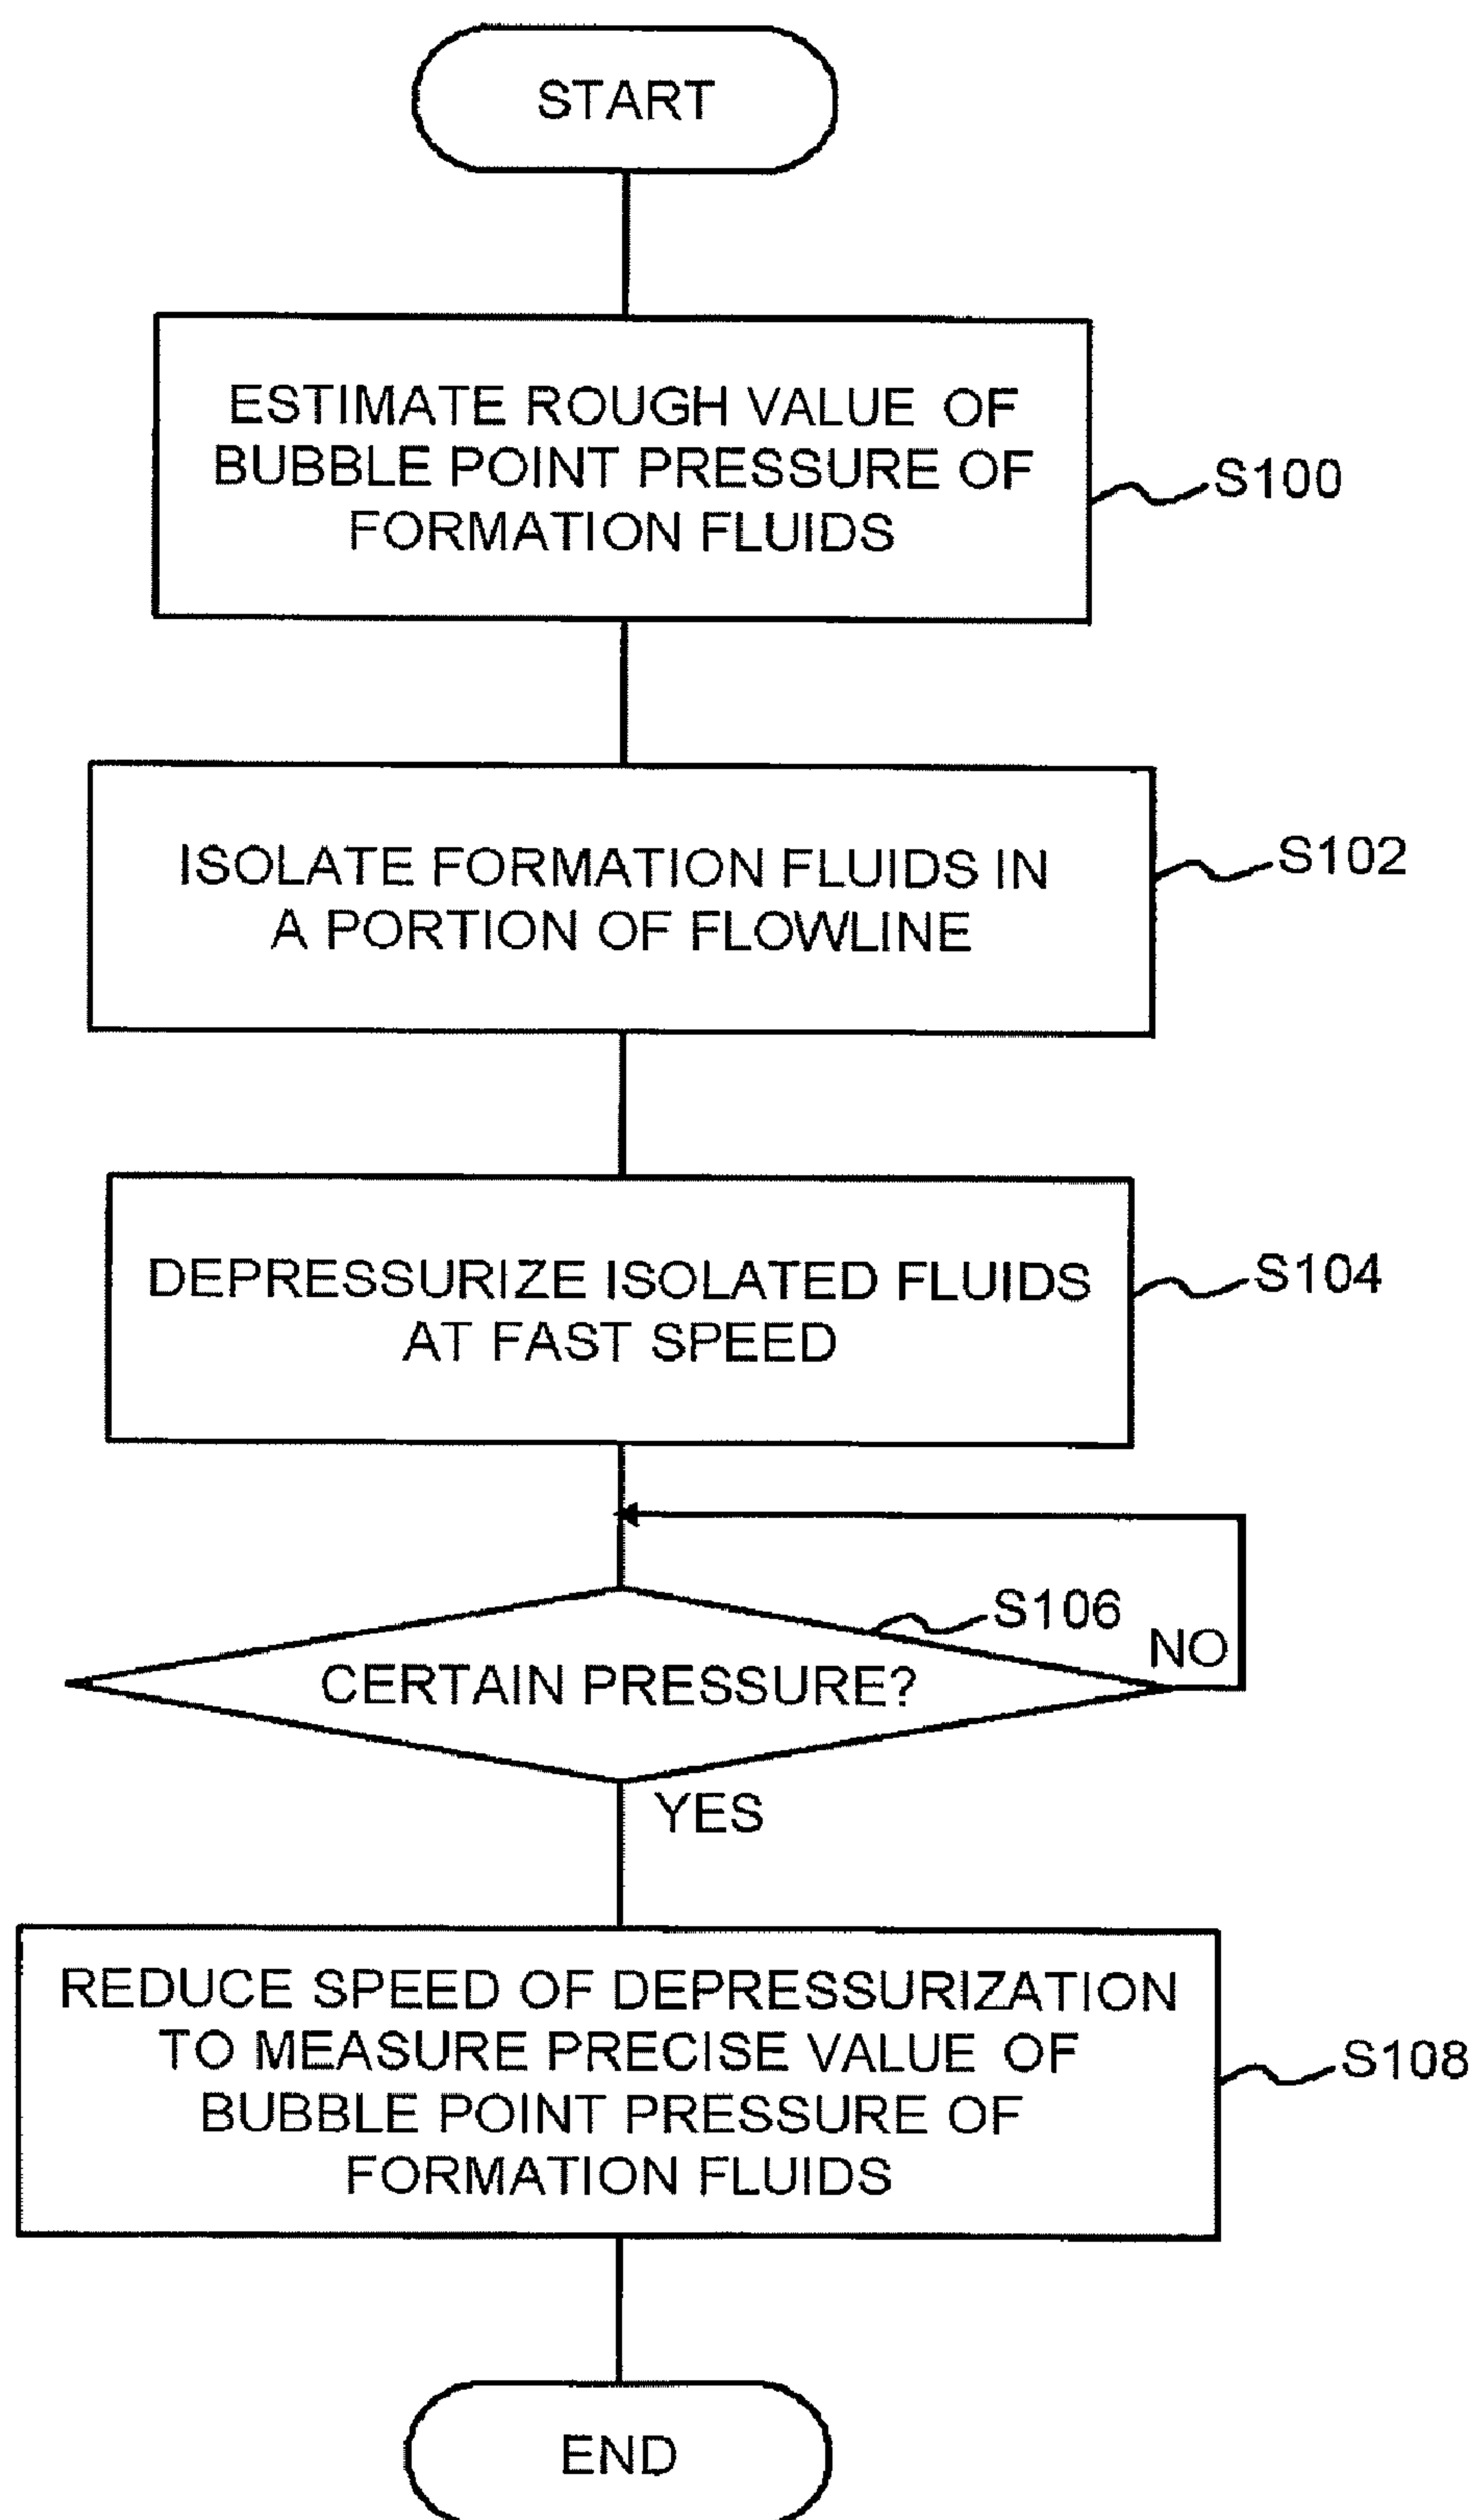 START
ESTIMATE ROUGH VALUE OF
BUBBLE POINT PRESSURE OF
FORMATION FLUIDS
S100
ISOLATE FORMATION FLUIDS IN
A PORTION OF FLOWLINE
S102
DEPRESSURIZE ISOLATED FLUIDS
AT FAST SPEED
S104
S106
NO
CERTAIN PRESSURE?
YES
REDUCE SPEED OF DEPRESSURIZATION
TO MEASURE PRECISE VALUE OF
BUBBLE POINT PRESSURE OF
FORMATION FLUIDS
S108
END